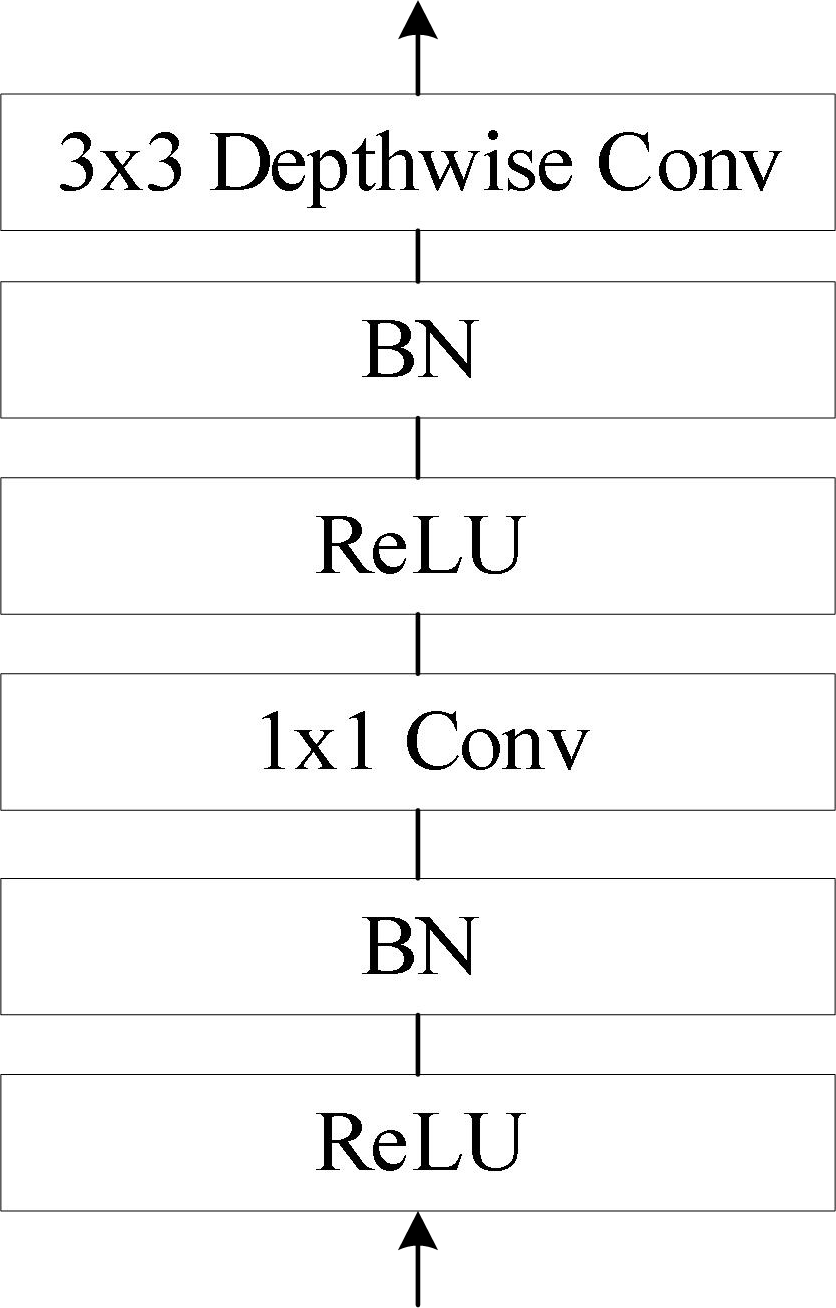 3x3 Depthwise Conv
BN
ReLU
1x1 Conv
BN
ReLU